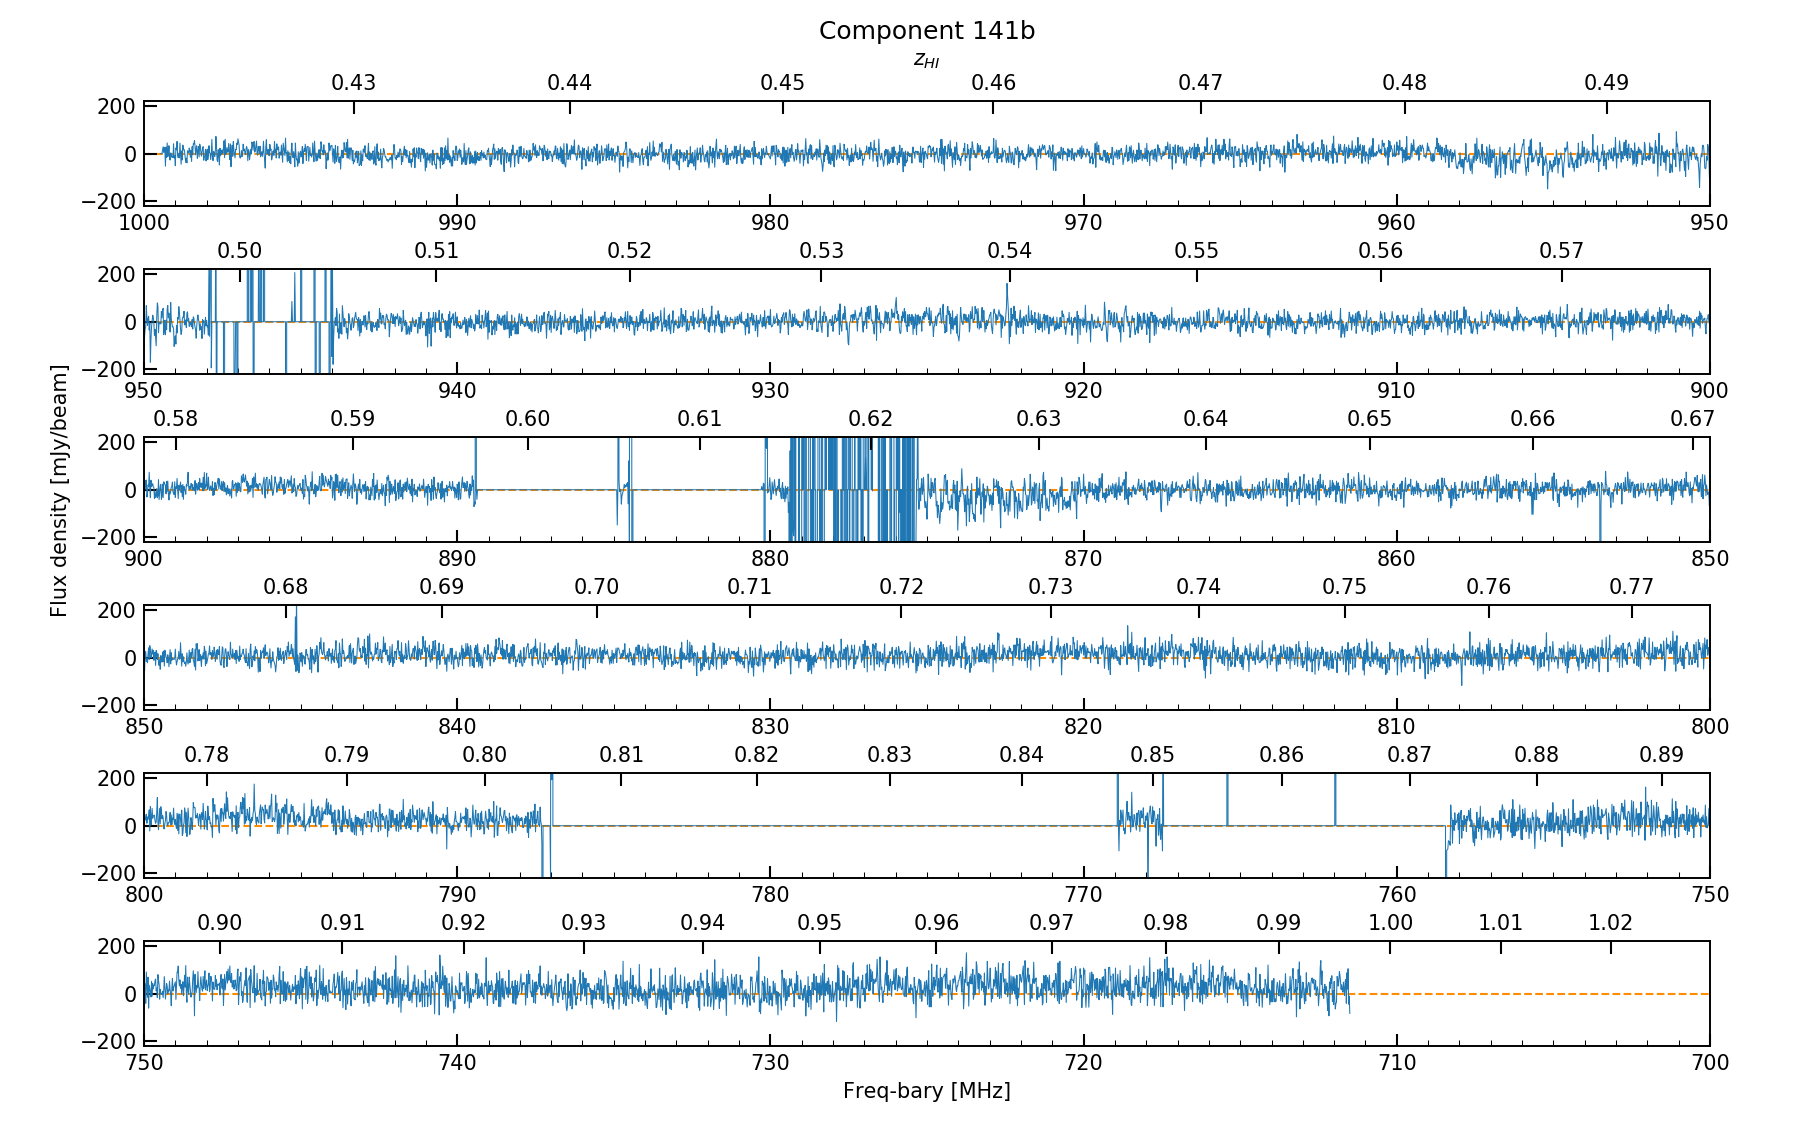 Component 141b
z_HI
0.43 0.44 0.45 0.46 0.47 0.48 0.49
200
0
−200
1000 990 980 970 960 950
0.50 0.51 0.52 0.53 0.54 0.55 0.56 0.57
200
0
−200
950 940 930 920 910 900
0.58 0.59 0.60 0.61 0.62 0.63 0.64 0.65 0.66 0.67
200
0
−200
900 890 880 870 860 850
Flux density [mJy/beam]
0.68 0.69 0.70 0.71 0.72 0.73 0.74 0.75 0.76 0.77
200
0
−200
850 840 830 820 810 800
0.78 0.79 0.80 0.81 0.82 0.83 0.84 0.85 0.86 0.87 0.88 0.89
200
0
−200
800 790 780 770 760 750
0.90 0.91 0.92 0.93 0.94 0.95 0.96 0.97 0.98 0.99 1.00 1.01 1.02
200
0
−200
750 740 730 720 710 700
Freq-bary [MHz]